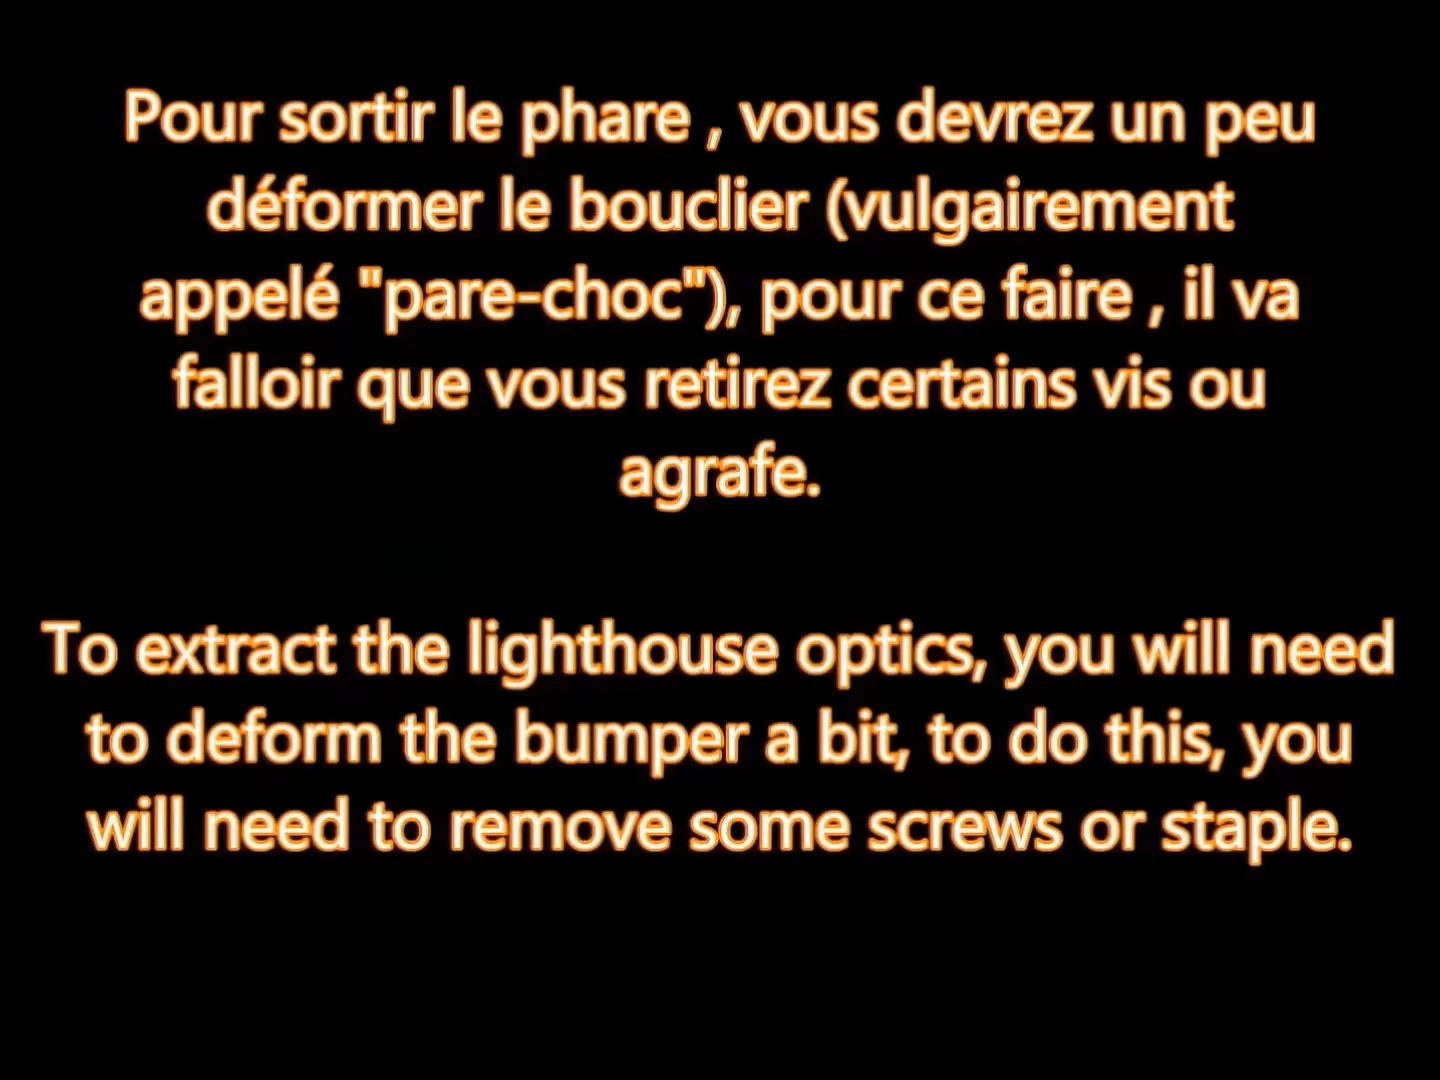 Pour sortir le phare , vous devrez un peu
déformer le bouclier (vulgairement
appelé "pare-choc"), pour ce faire , il va
falloir que vous retirez certains vis ou
agrafe.
To extract the lighthouse optics, you will need
to deform the bumper a bit, to do this, you
will need to remove some screws or staple.